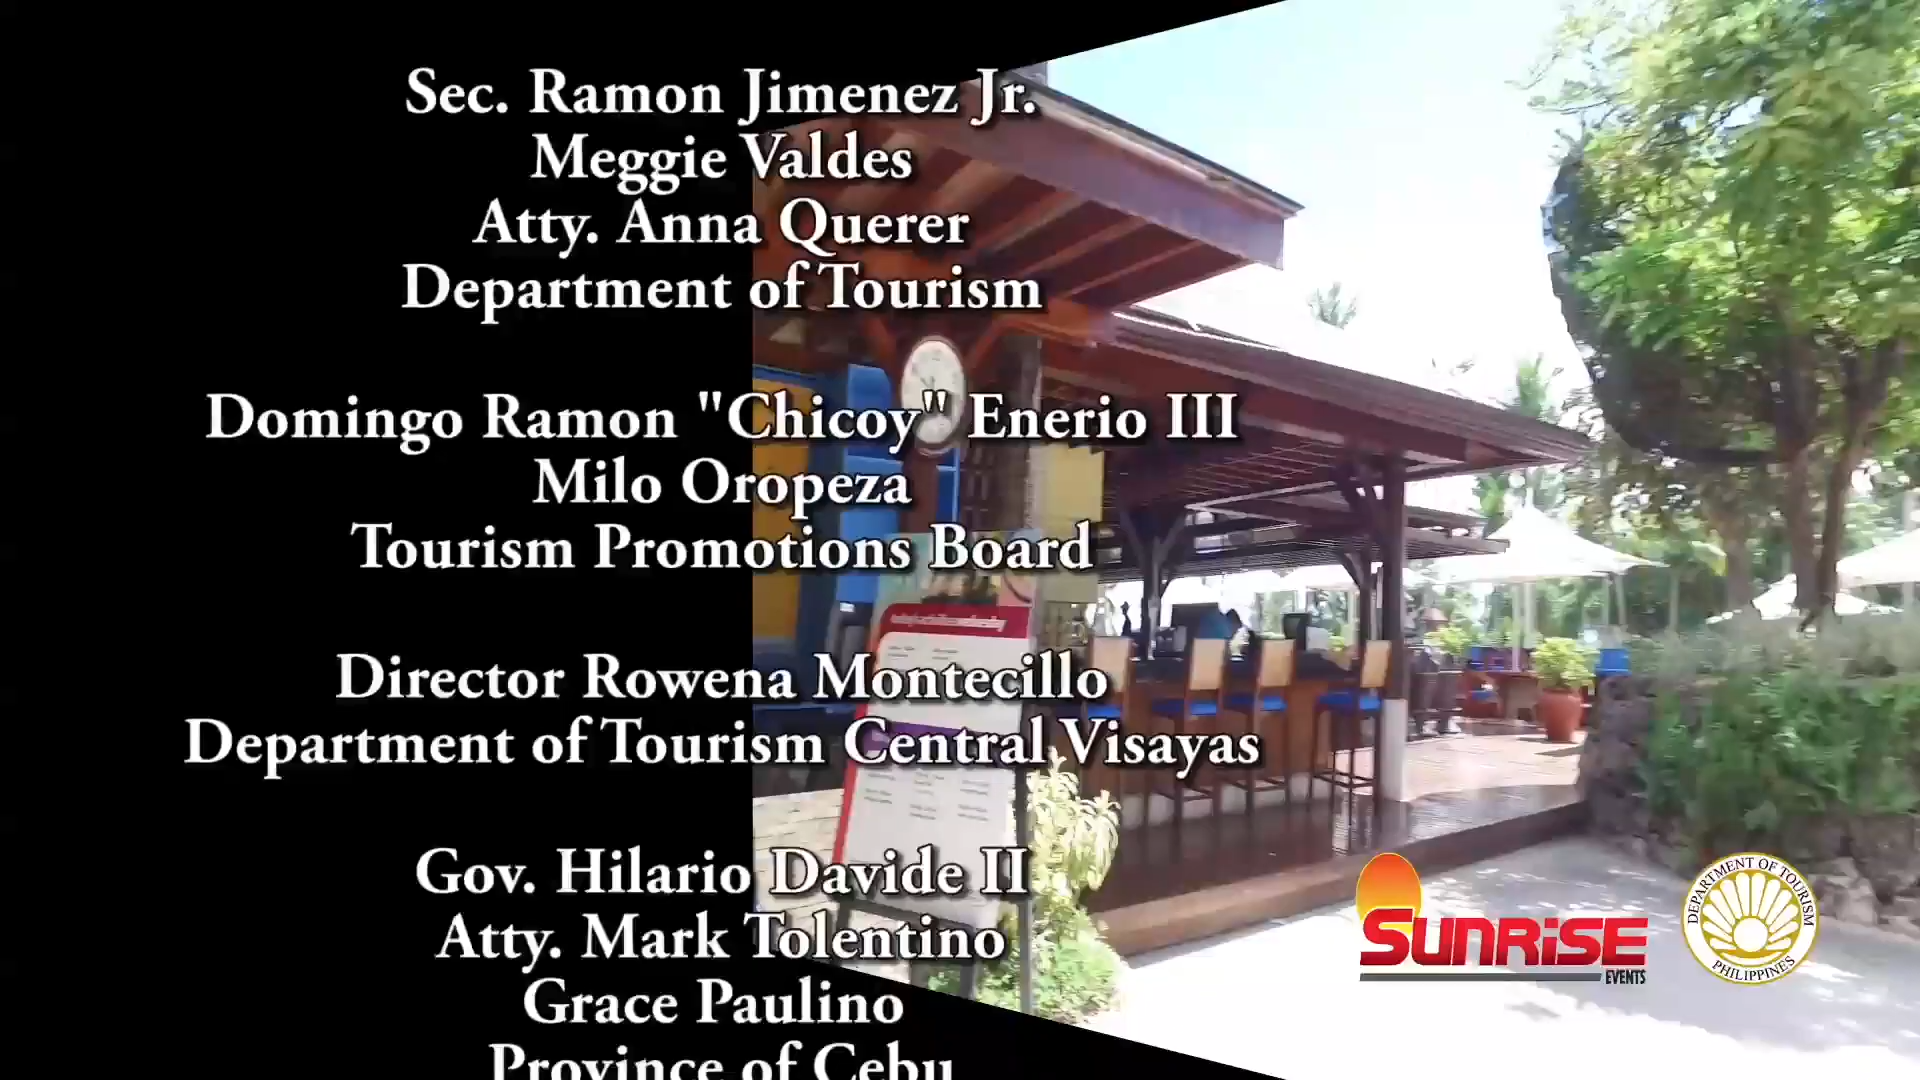 Sec. Ramon Jimenez Jr.
Meggie Valdes
Atty. Anna Querer
Department of Tourism
Domingo Ramon "Chicoy" Enerio III
Milo Oropeza
Tourism Promotions Board
Director Rowena Montecillo
Department of Tourism Central Visayas
Gov. Hilario Davide II
Atty. Mark Tolentino
Grace Paulino
Province of Cebu
SUNRiSE
EVENTS
DEPARTMENT OF TOURISM
PHILIPPINES